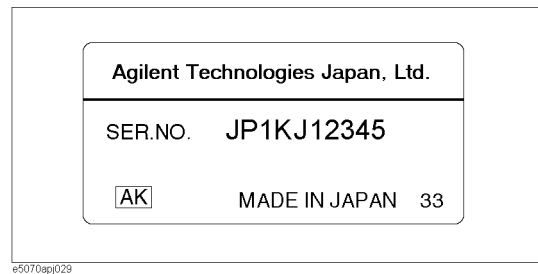 Agilent Technologies Japan, Ltd.
SER.NO. JP1KJ12345
AK MADE IN JAPAN 33
e5070apj029